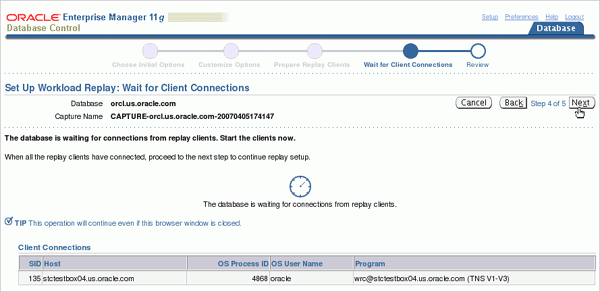 ORACLE Enterprise Manager 11g
Database Control
Setup Preferences Help Logout
Database
Choose Initial Options Customize Options Prepare Replay Clients Wait for Client Connections Review
Set Up Workload Replay: Wait for Client Connections
Database orcl.us.oracle.com
Capture Name CAPTURE-orcl.us.oracle.com-20070405174147
Cancel Back Step 4 of 5 Next
The database is waiting for connections from replay clients. Start the clients now.
When all the replay clients have connected, proceed to the next step to continue replay setup.
The database is waiting for connections from replay clients.
TIP This operation will continue even if this browser window is closed.
Client Connections
SID Host OS Process ID OS User Name Program
135 stctestbox04.us.oracle.com 4868 oracle wrc@stctestbox04.us.oracle.com (TNS V1-V3)